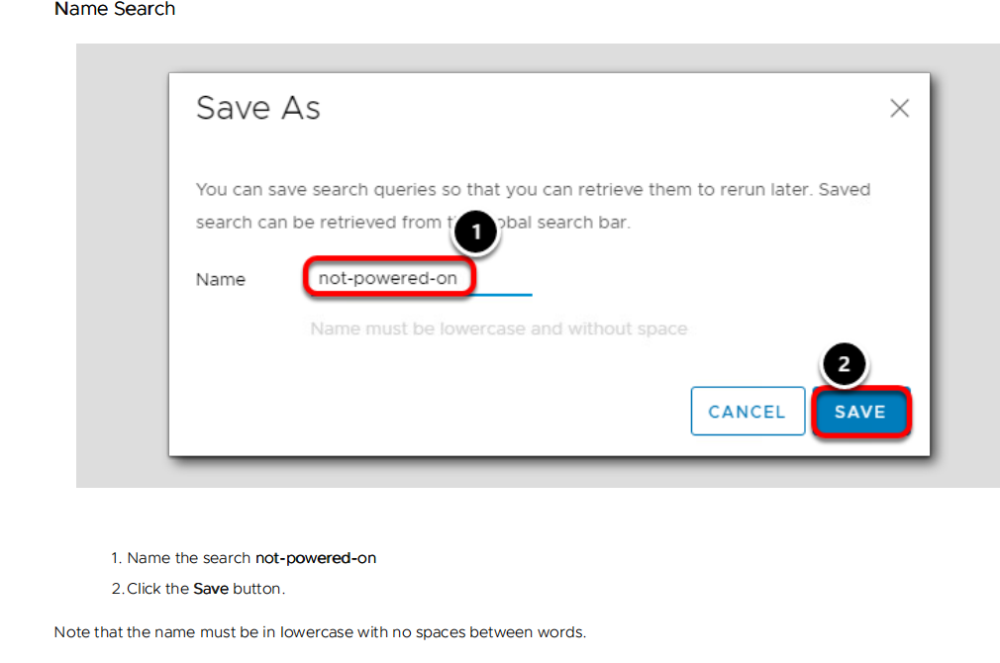 Name Search
Save As
You can save search queries so that you can retrieve them to rerun later. Saved
search can be retrieved from obal search bar.
1
Name
not-powered-on
Name must be lowercase and without space
2
CANCEL
SAVE
1. Name the search not-powered-on
2. Click the Save button.
Note that the name must be in lowercase with no spaces between words.